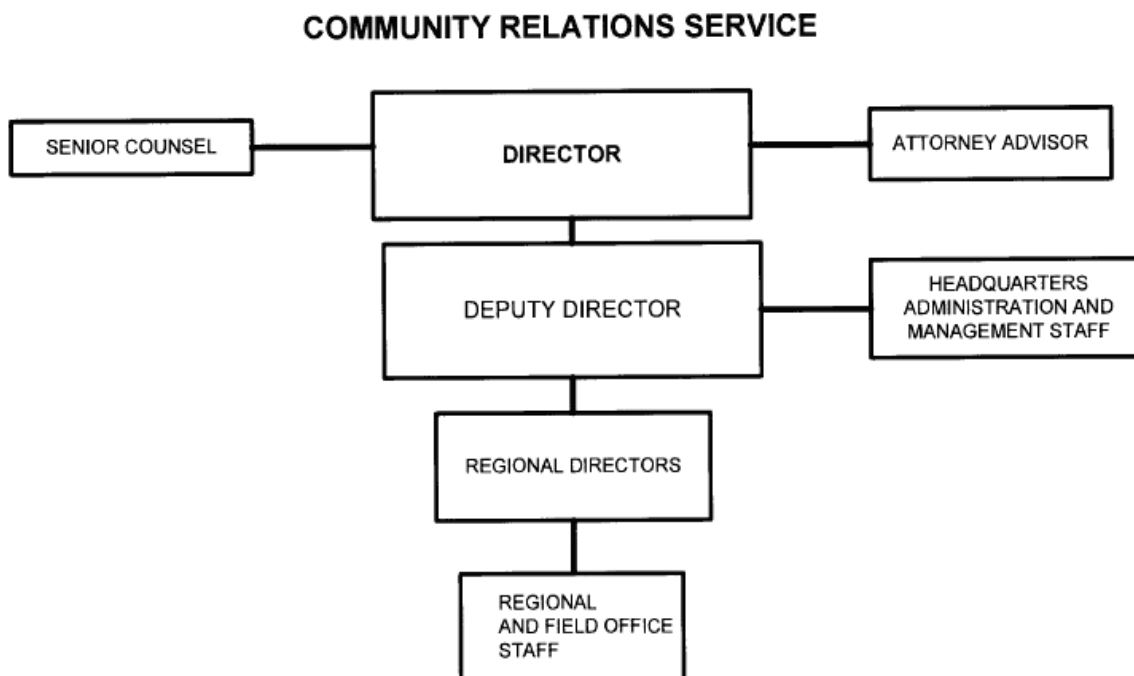 COMMUNITY RELATIONS SERVICE
SENIOR COUNSEL
DIRECTOR
ATTORNEY ADVISOR
DEPUTY DIRECTOR
HEADQUARTERS
ADMINISTRATION AND
MANAGEMENT STAFF
REGIONAL DIRECTORS
REGIONAL
AND FIELD OFFICE
STAFF